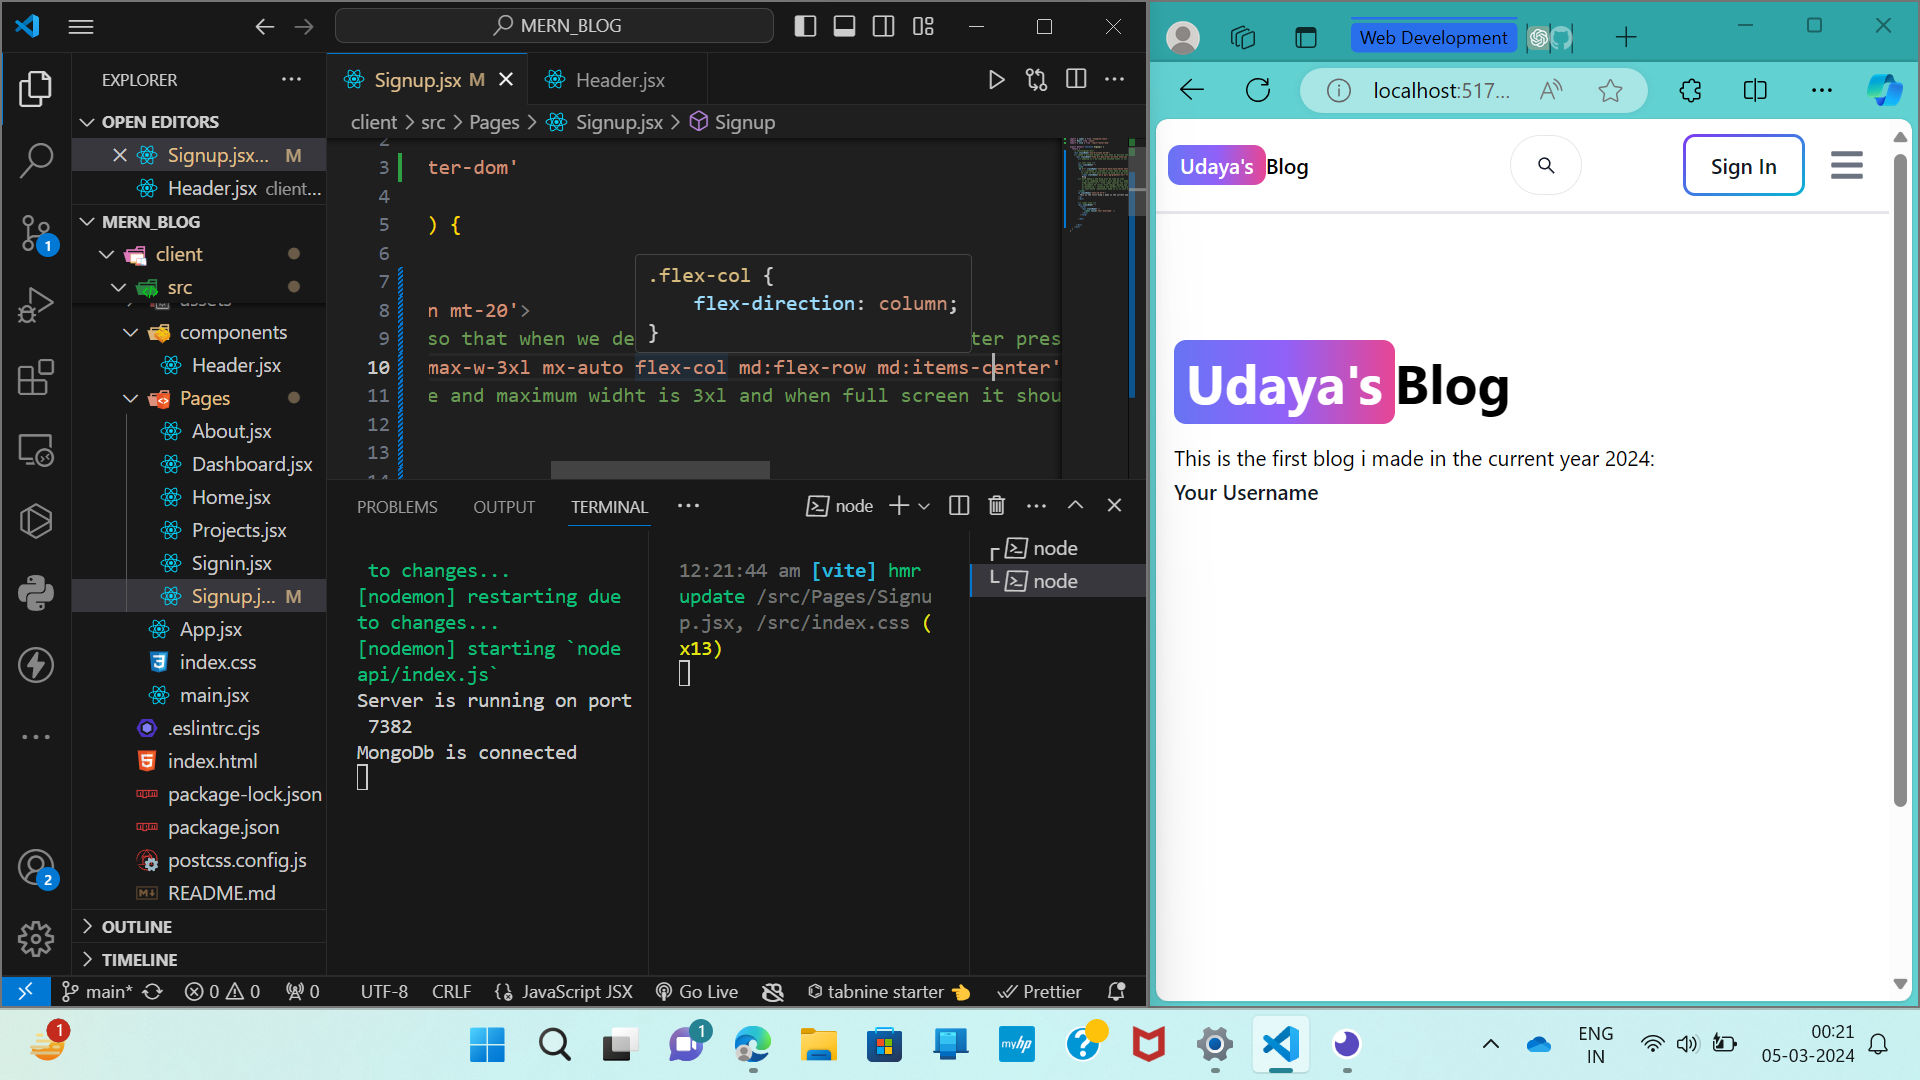 MERN_BLOG
EXPLORER
OPEN EDITORS
Signup.jsx... M
Header.jsx client...
MERN_BLOG
client
src
assets
components
Header.jsx
Pages
About.jsx
Dashboard.jsx
Home.jsx
Projects.jsx
Signin.jsx
Signup.j... M
App.jsx
index.css
main.jsx
.eslintrc.cjs
index.html
package-lock.json
package.json
postcss.config.js
README.md
OUTLINE
TIMELINE
1
2
Signup.jsx M
Header.jsx
client > src > Pages > Signup.jsx > Signup
2
3 ter-dom'
4
5 ) {
6
7
8 n mt-20'>
9 so that when we de ter pres
10 max-w-3xl mx-auto flex-col md:flex-row md:items-center'
11 e and maximum widht is 3xl and when full screen it shou
12
13
14
.flex-col {
flex-direction: column;
}
PROBLEMS OUTPUT TERMINAL
node
node
node
to changes...
[nodemon] restarting due
to changes...
[nodemon] starting `node
api/index.js`
Server is running on port
7382
MongoDb is connected
12:21:44 am [vite] hmr
update /src/Pages/Signu
p.jsx, /src/index.css (
x13)
main* 0 0 0 UTF-8 CRLF JavaScript JSX Go Live tabnine starter Prettier
Web Development
localhost:517...
Udaya's Blog
Sign In
Udaya's Blog
This is the first blog i made in the current year 2024:
Your Username
1
1
myhp
ENG
IN
00:21
05-03-2024